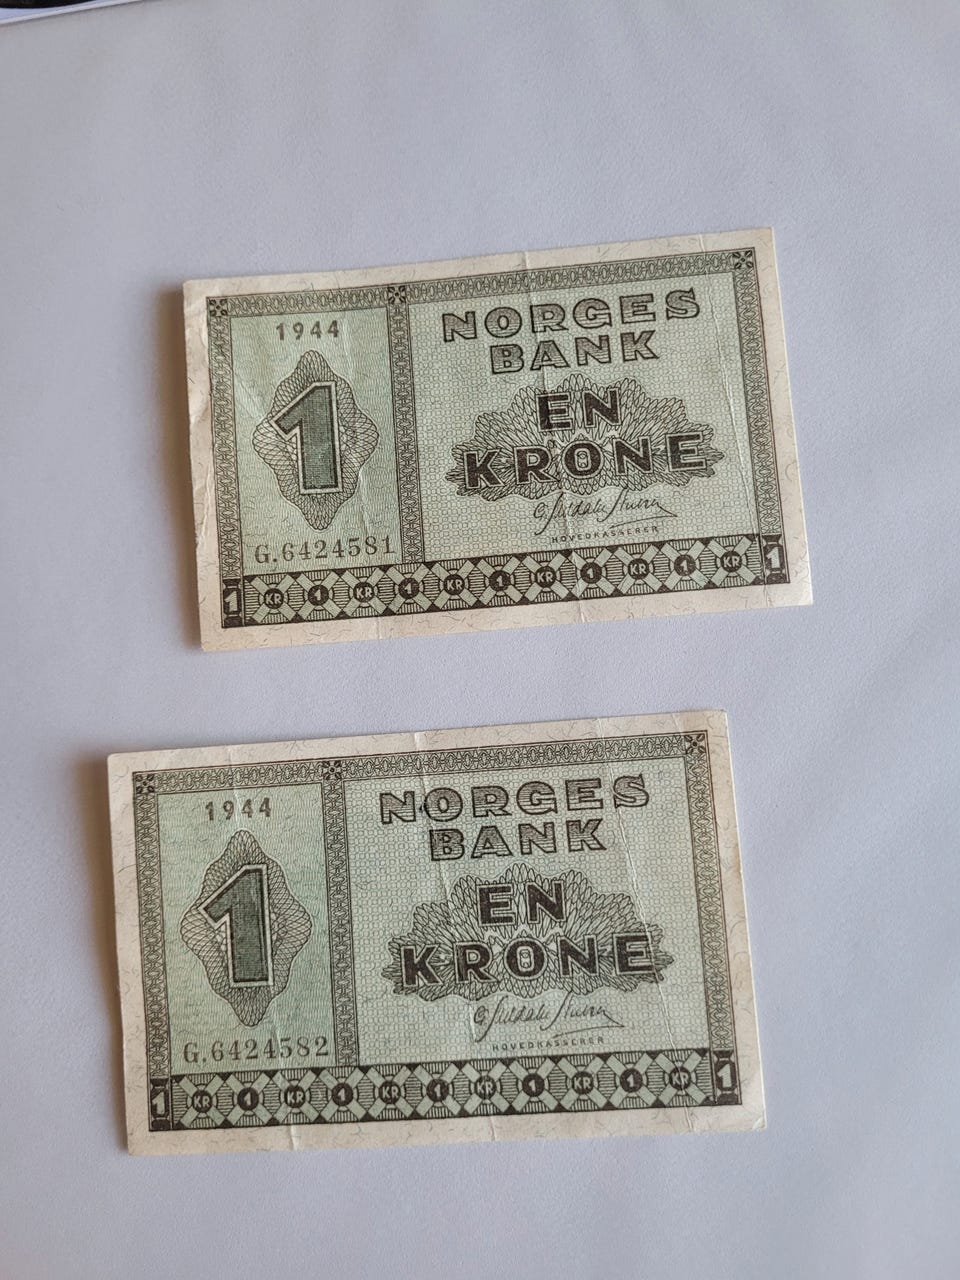 1944
NORGES
BANK
1
EN
KRONE
HOVEDKASSERER
G.6424581
1 KR 1 KR 1 KR 1 KR 1 KR 1 KR 1
1944
NORGES
BANK
1
EN
KRONE
HOVEDKASSERER
G.6424582
1 KR 1 KR 1 KR 1 KR 1 KR 1 KR 1